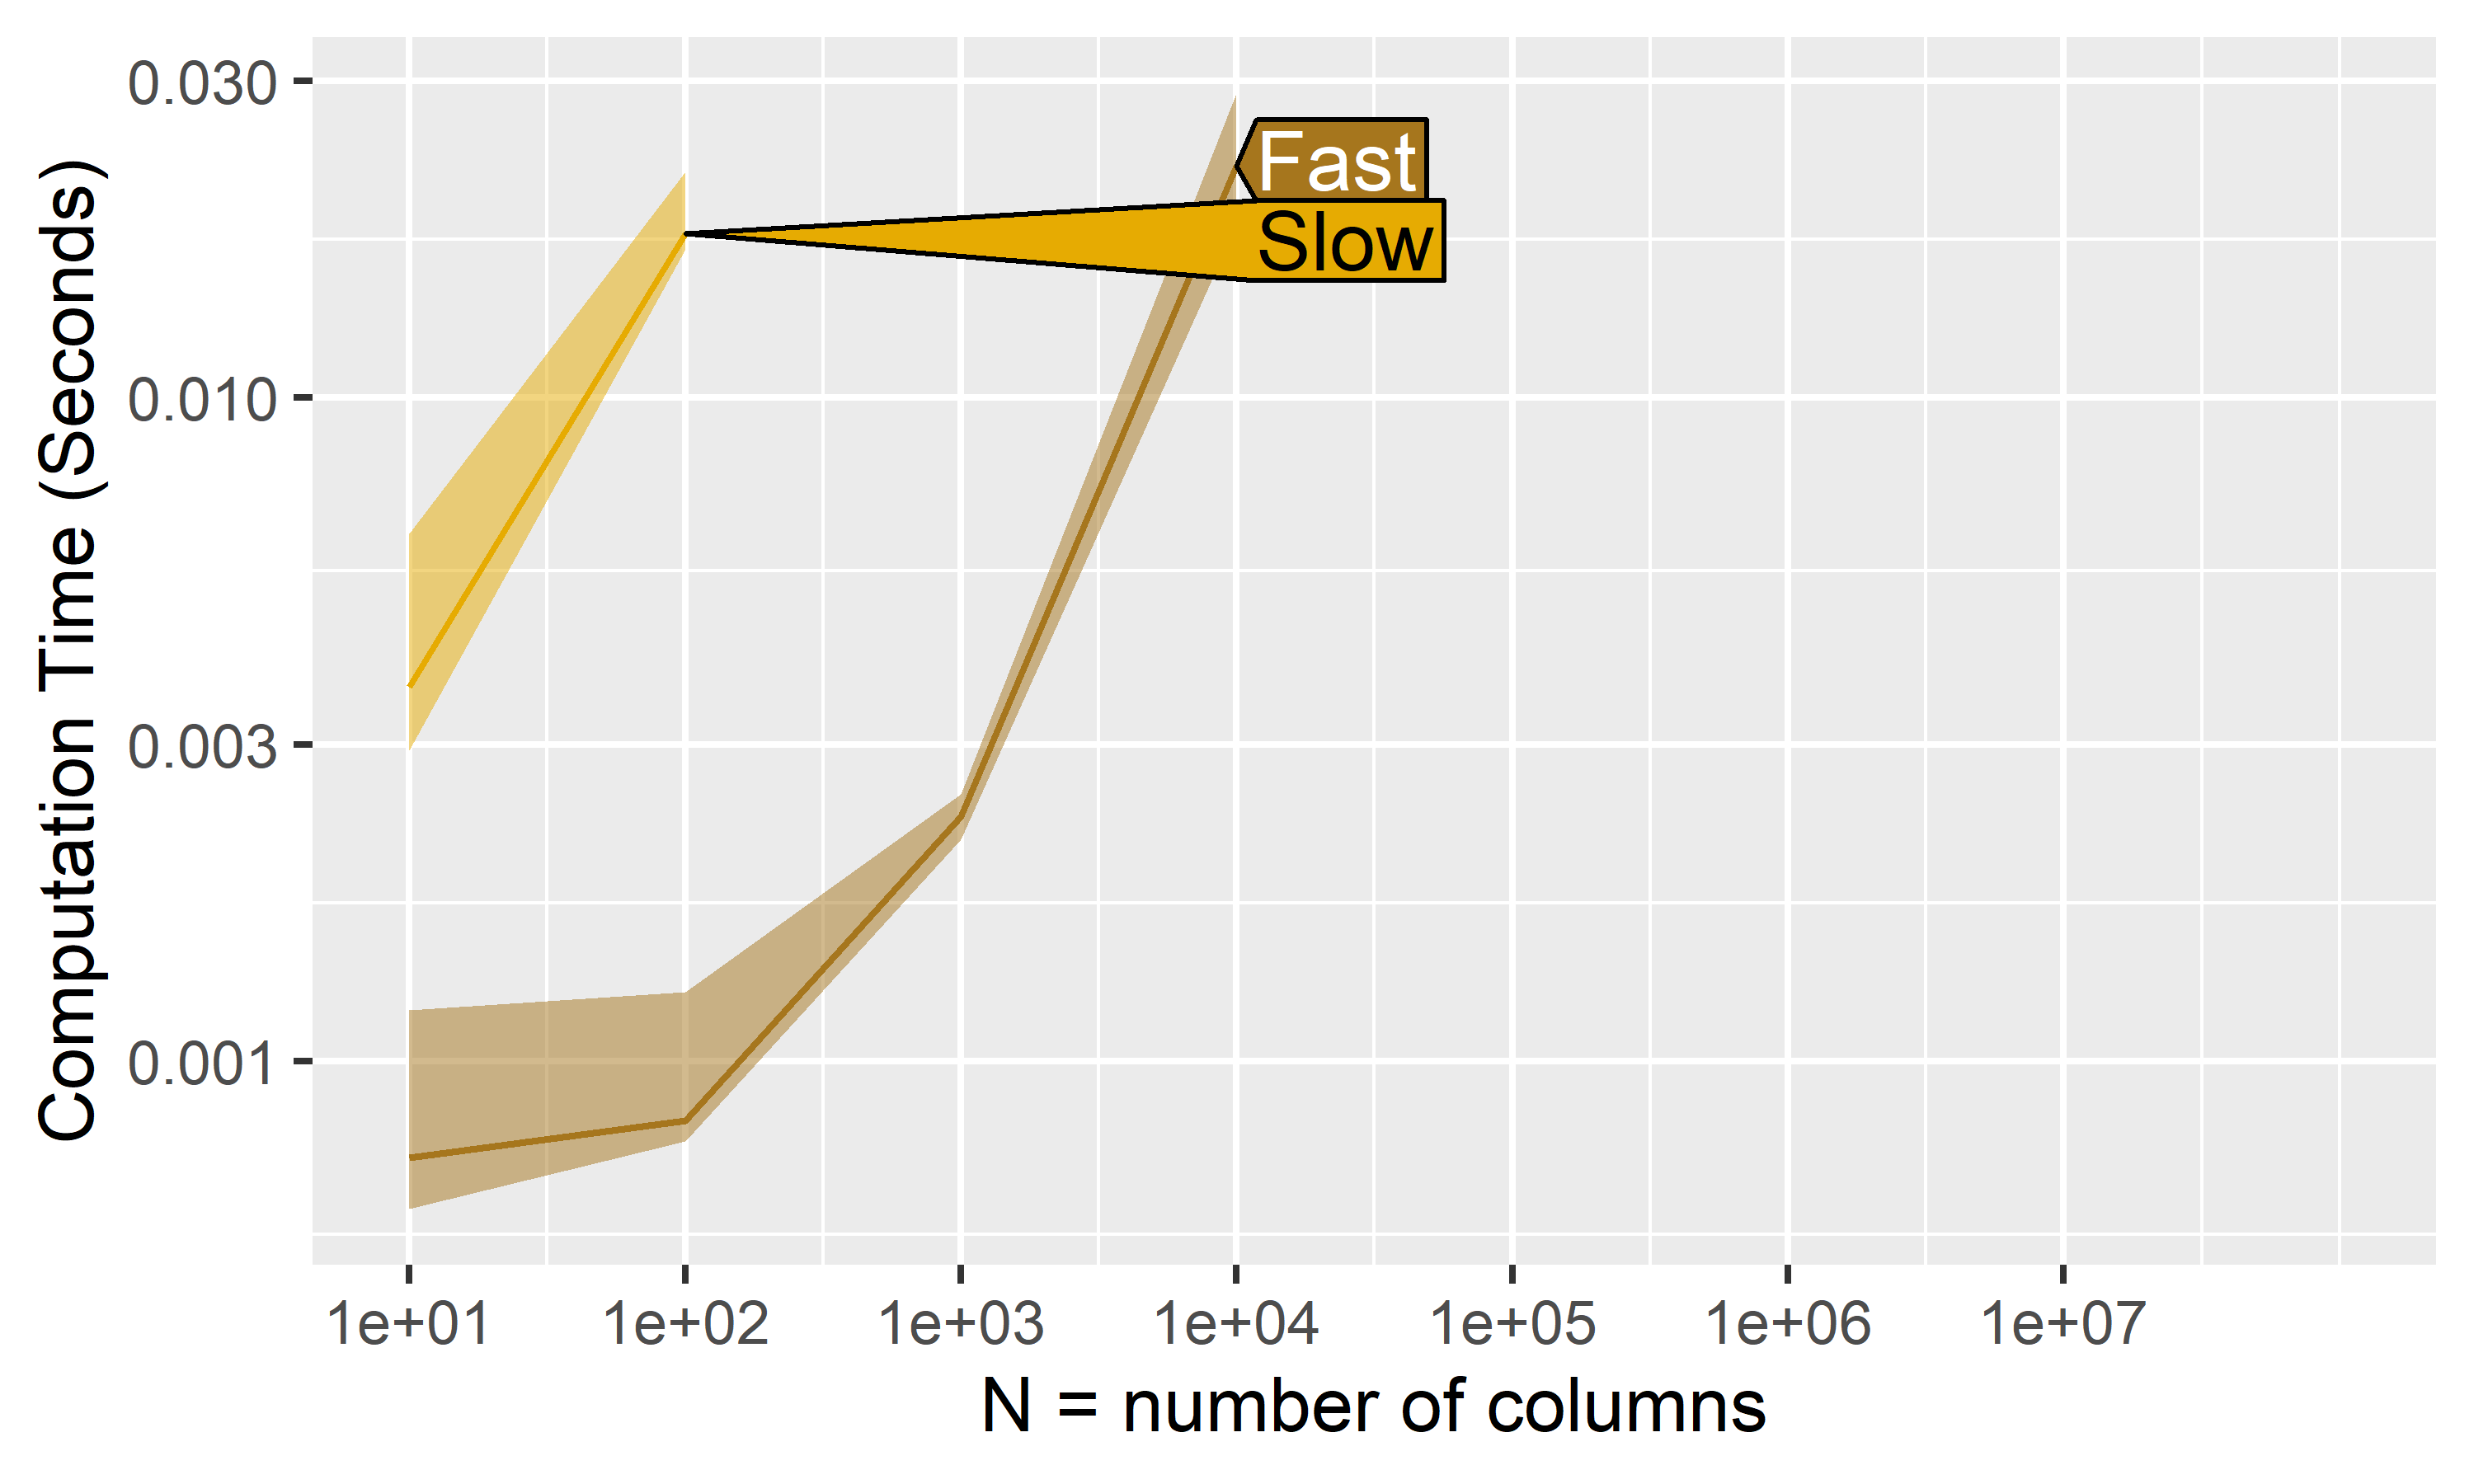 0.030
0.010
0.003
0.001
Computation Time (Seconds)
Fast
Slow
1e+01 1e+02 1e+03 1e+04 1e+05 1e+06 1e+07
N = number of columns